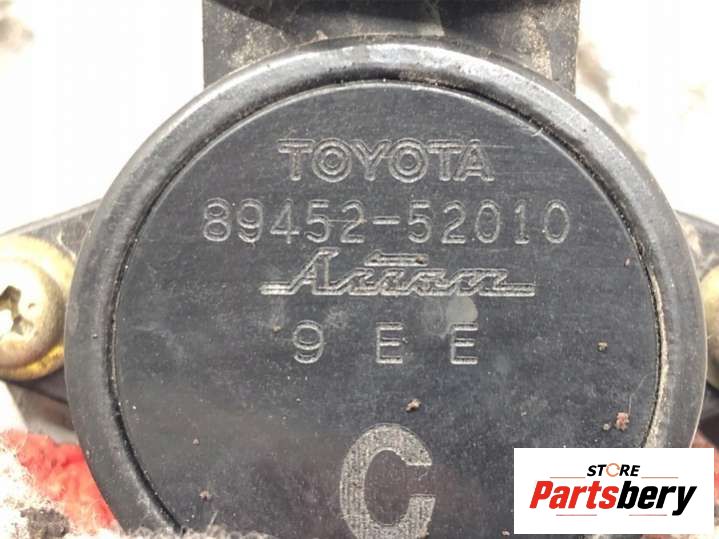 TOYOTA
89452-52010
Aisan
9 E E
C
STORE
Partsbery